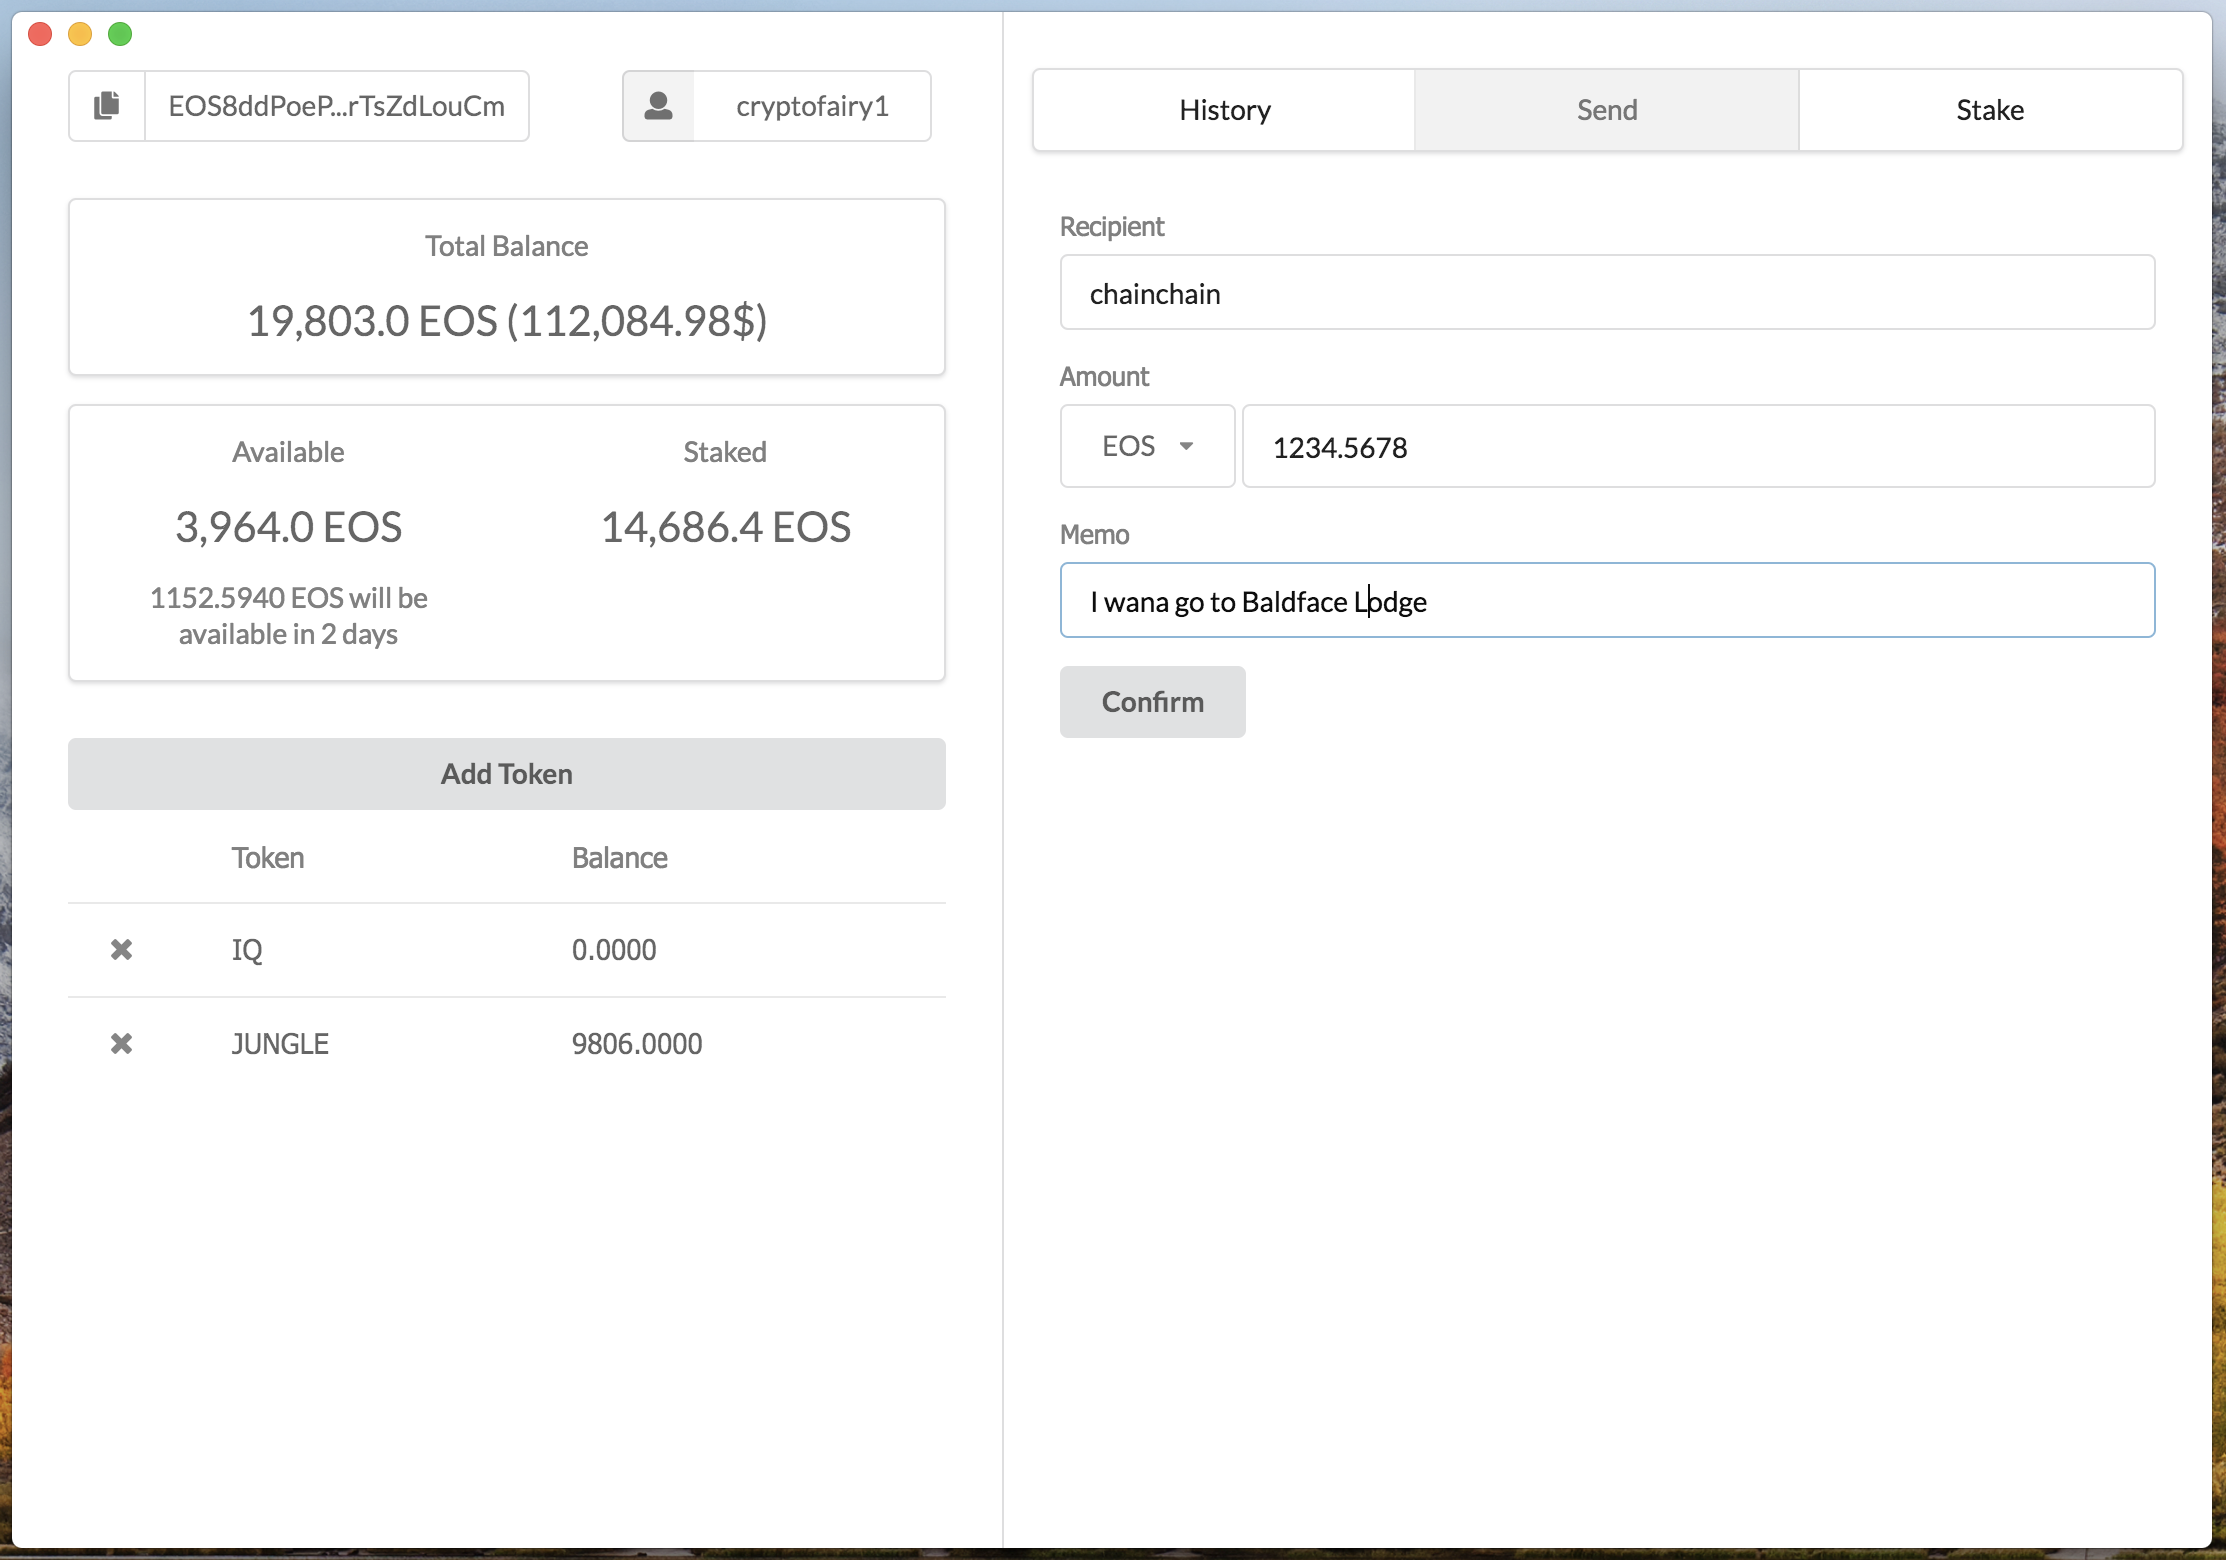 EOS8ddPoeP...rTsZdLouCm
cryptofairy1
Total Balance
19,803.0 EOS (112,084.98$)
Available
3,964.0 EOS
1152.5940 EOS will be
available in 2 days
Staked
14,686.4 EOS
Add Token
Token Balance
IQ 0.0000
JUNGLE 9806.0000
History Send Stake
Recipient
chainchain
Amount
EOS 1234.5678
Memo
I wana go to Baldface Lodge
Confirm